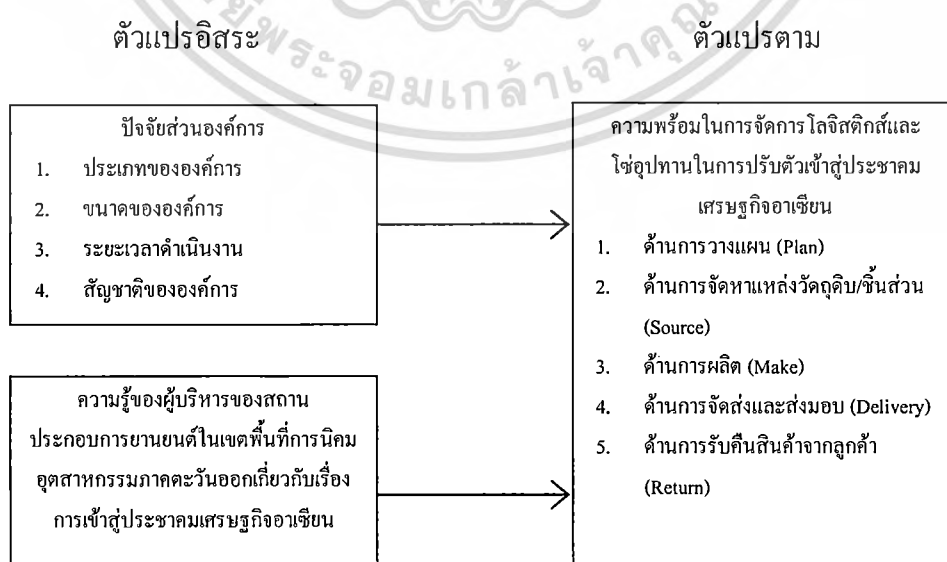 พระจอมเกล้าเจ้าคุณ
ตัวแปรอิสระ
ตัวแปรตาม
ปัจจัยส่วนองค์การ
1. ประเภทขององค์การ
2. ขนาดขององค์การ
3. ระยะเวลาดำเนินงาน
4. สัญชาติขององค์การ
ความรู้ของผู้บริหารของสถาน
ประกอบการยานยนต์ในเขตพื้นที่การนิคม
อุตสาหกรรมภาคตะวันออกเกี่ยวกับเรื่อง
การเข้าสู่ประชาคมเศรษฐกิจอาเซียน
ความพร้อมในการจัดการโลจิสติกส์และ
โซ่อุปทานในการปรับตัวเข้าสู่ประชาคม
เศรษฐกิจอาเซียน
1. ด้านการวางแผน (Plan)
2. ด้านการจัดหาแหล่งวัตถุดิบ/ชิ้นส่วน
(Source)
3. ด้านการผลิต (Make)
4. ด้านการจัดส่งและส่งมอบ (Delivery)
5. ด้านการรับคืนสินค้าจากลูกค้า
(Return)